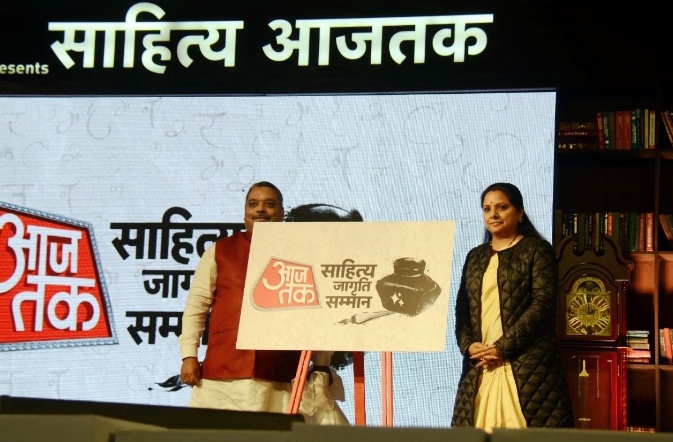 साहित्य आजतक
esents
आज
तक
साहित्य
जागृ
सम्म
आज
तक
साहित्य
जागृति
सम्मान